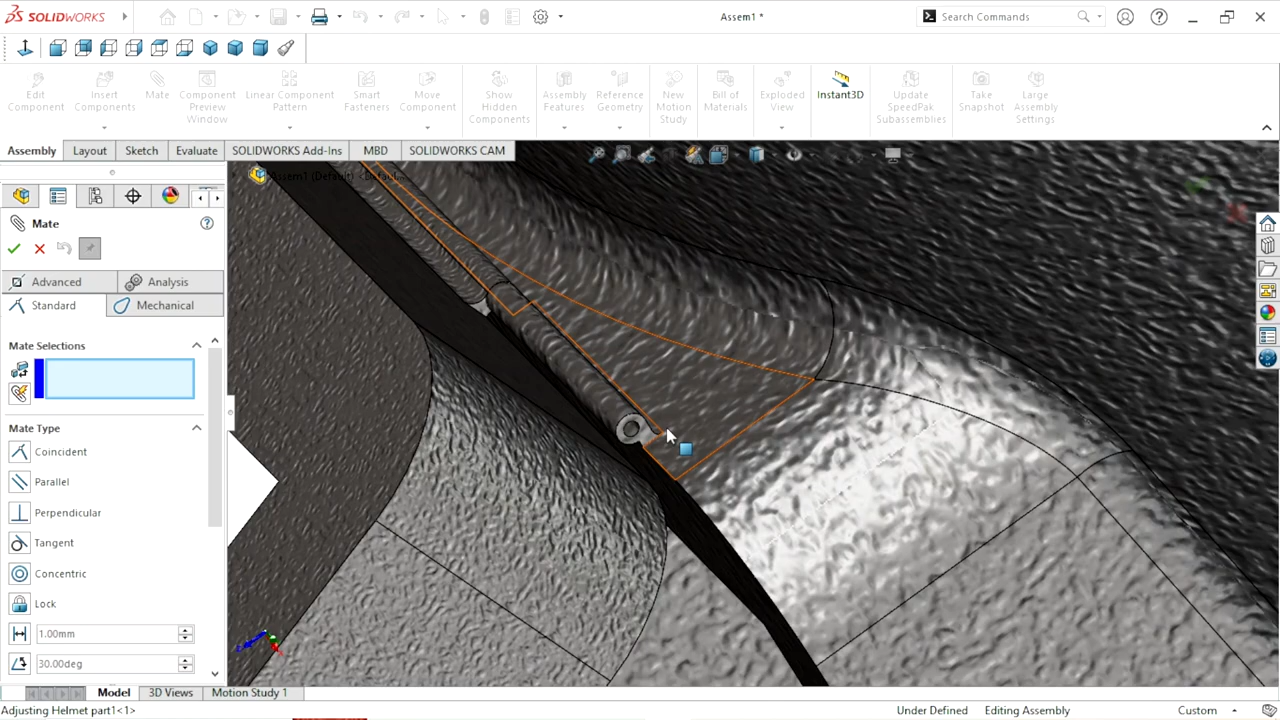 SOLIDWORKS
Assem1 *
Search Commands
Edit Component
Insert Components
Mate
Component Preview Window
Linear Component Pattern
Smart Fasteners
Move Component
Show Hidden Components
Assembly Features
Reference Geometry
New Motion Study
Bill of Materials
Exploded View
Instant3D
Update SpeedPak Subassemblies
Take Snapshot
Large Assembly Settings
Assembly
Layout
Sketch
Evaluate
SOLIDWORKS Add-Ins
MBD
SOLIDWORKS CAM
Assem1 (Default) <Defaul...
Mate
Advanced
Analysis
Standard
Mechanical
Mate Selections
Mate Type
Coincident
Parallel
Perpendicular
Tangent
Concentric
Lock
1.00mm
30.00deg
Model
3D Views
Motion Study 1
Adjusting Helmet part1<1>
Under Defined
Editing Assembly
Custom